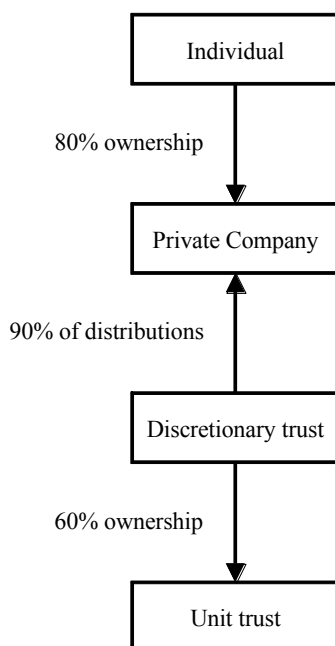 Individual
80% ownership
Private Company
90% of distributions
Discretionary trust
60% ownership
Unit trust